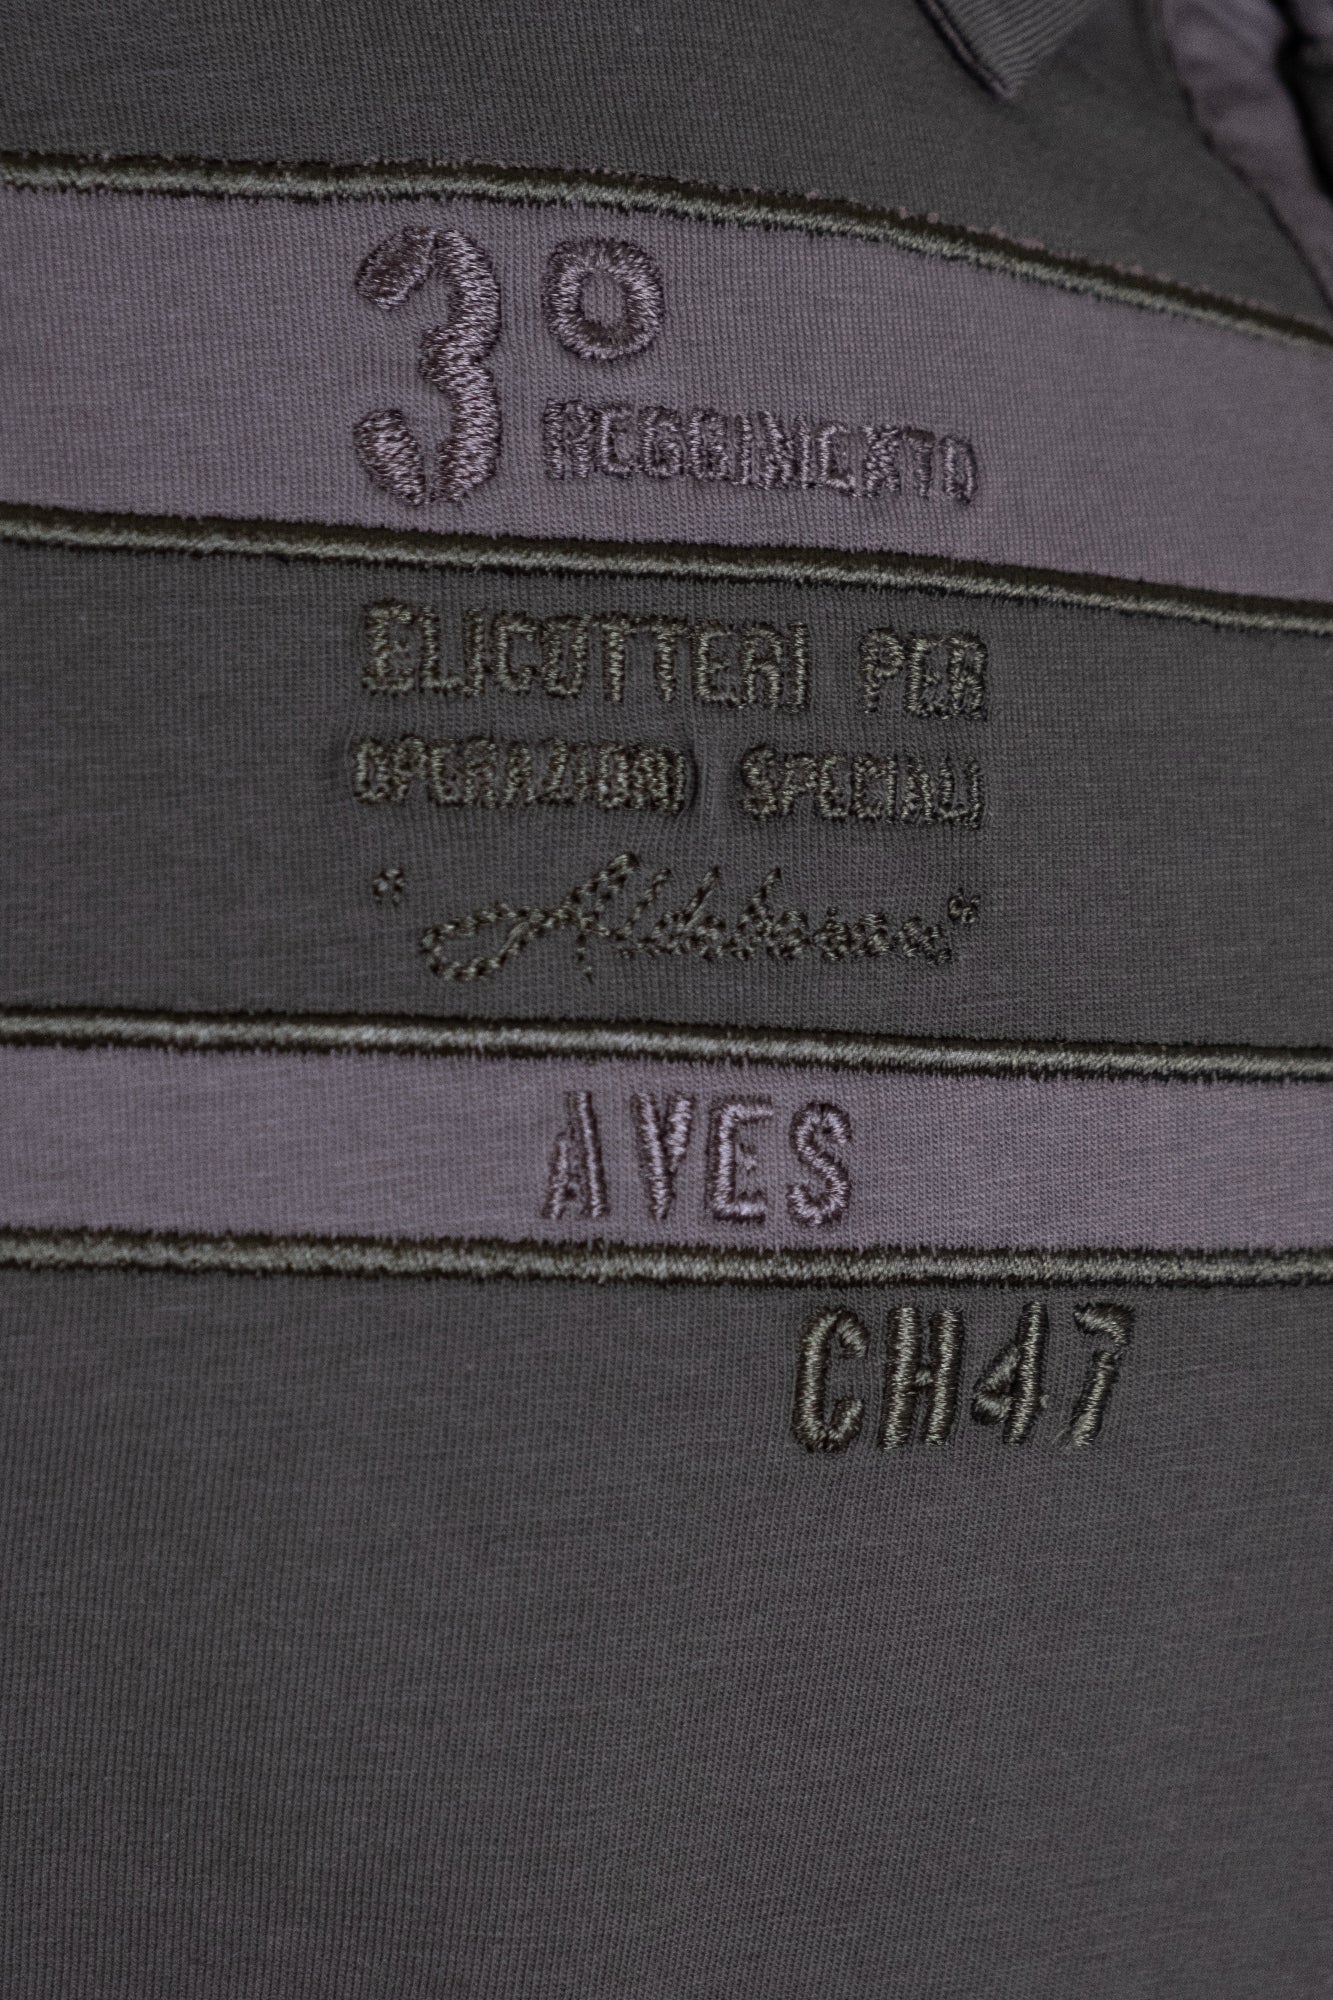 3° REGGIMENTO
ELICOTTERI PER
OPERAZIONI SPECIALI
"Aldebaran"
AVES
CH47